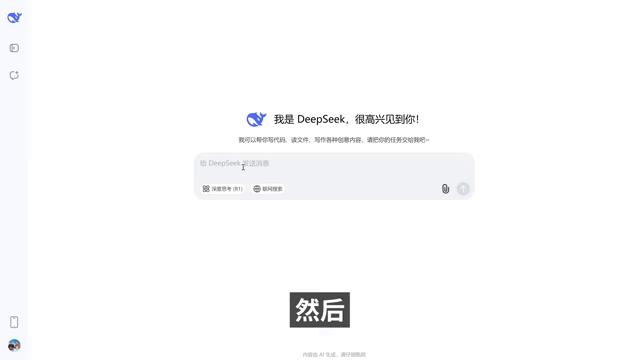 我是 DeepSeek，很高兴见到你！
我可以帮你写代码、读文件、写作各种创意内容，请把你的任务交给我吧~
给 DeepSeek 发送消息
深度思考 (R1) 联网搜索
然后
内容由 AI 生成，请仔细甄别